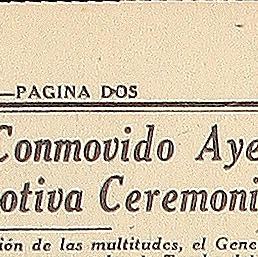 —PAGINA DOS
Conmovido Aye
otiva Ceremoni
ión de las multitudes, el Gene